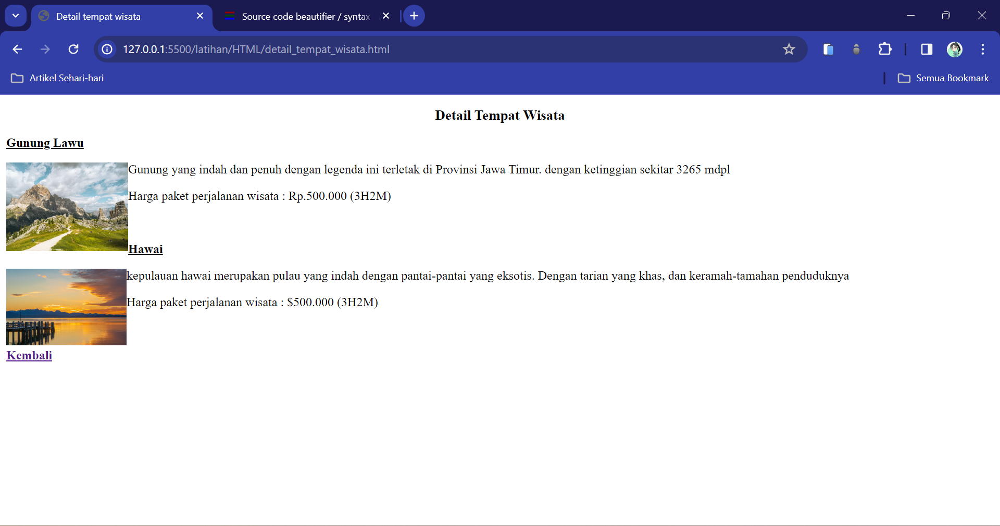 Detail tempat wisata
Source code beautifier / syntax
127.0.0.1:5500/latihan/HTML/detail_tempat_wisata.html
Artikel Sehari-hari
Semua Bookmark
Detail Tempat Wisata
Gunung Lawu
Gunung yang indah dan penuh dengan legenda ini terletak di Provinsi Jawa Timur. dengan ketinggian sekitar 3265 mdpl
Harga paket perjalanan wisata : Rp.500.000 (3H2M)
Hawai
kepulauan hawai merupakan pulau yang indah dengan pantai-pantai yang eksotis. Dengan tarian yang khas, dan keramah-tamahan penduduknya
Harga paket perjalanan wisata : $500.000 (3H2M)
Kembali